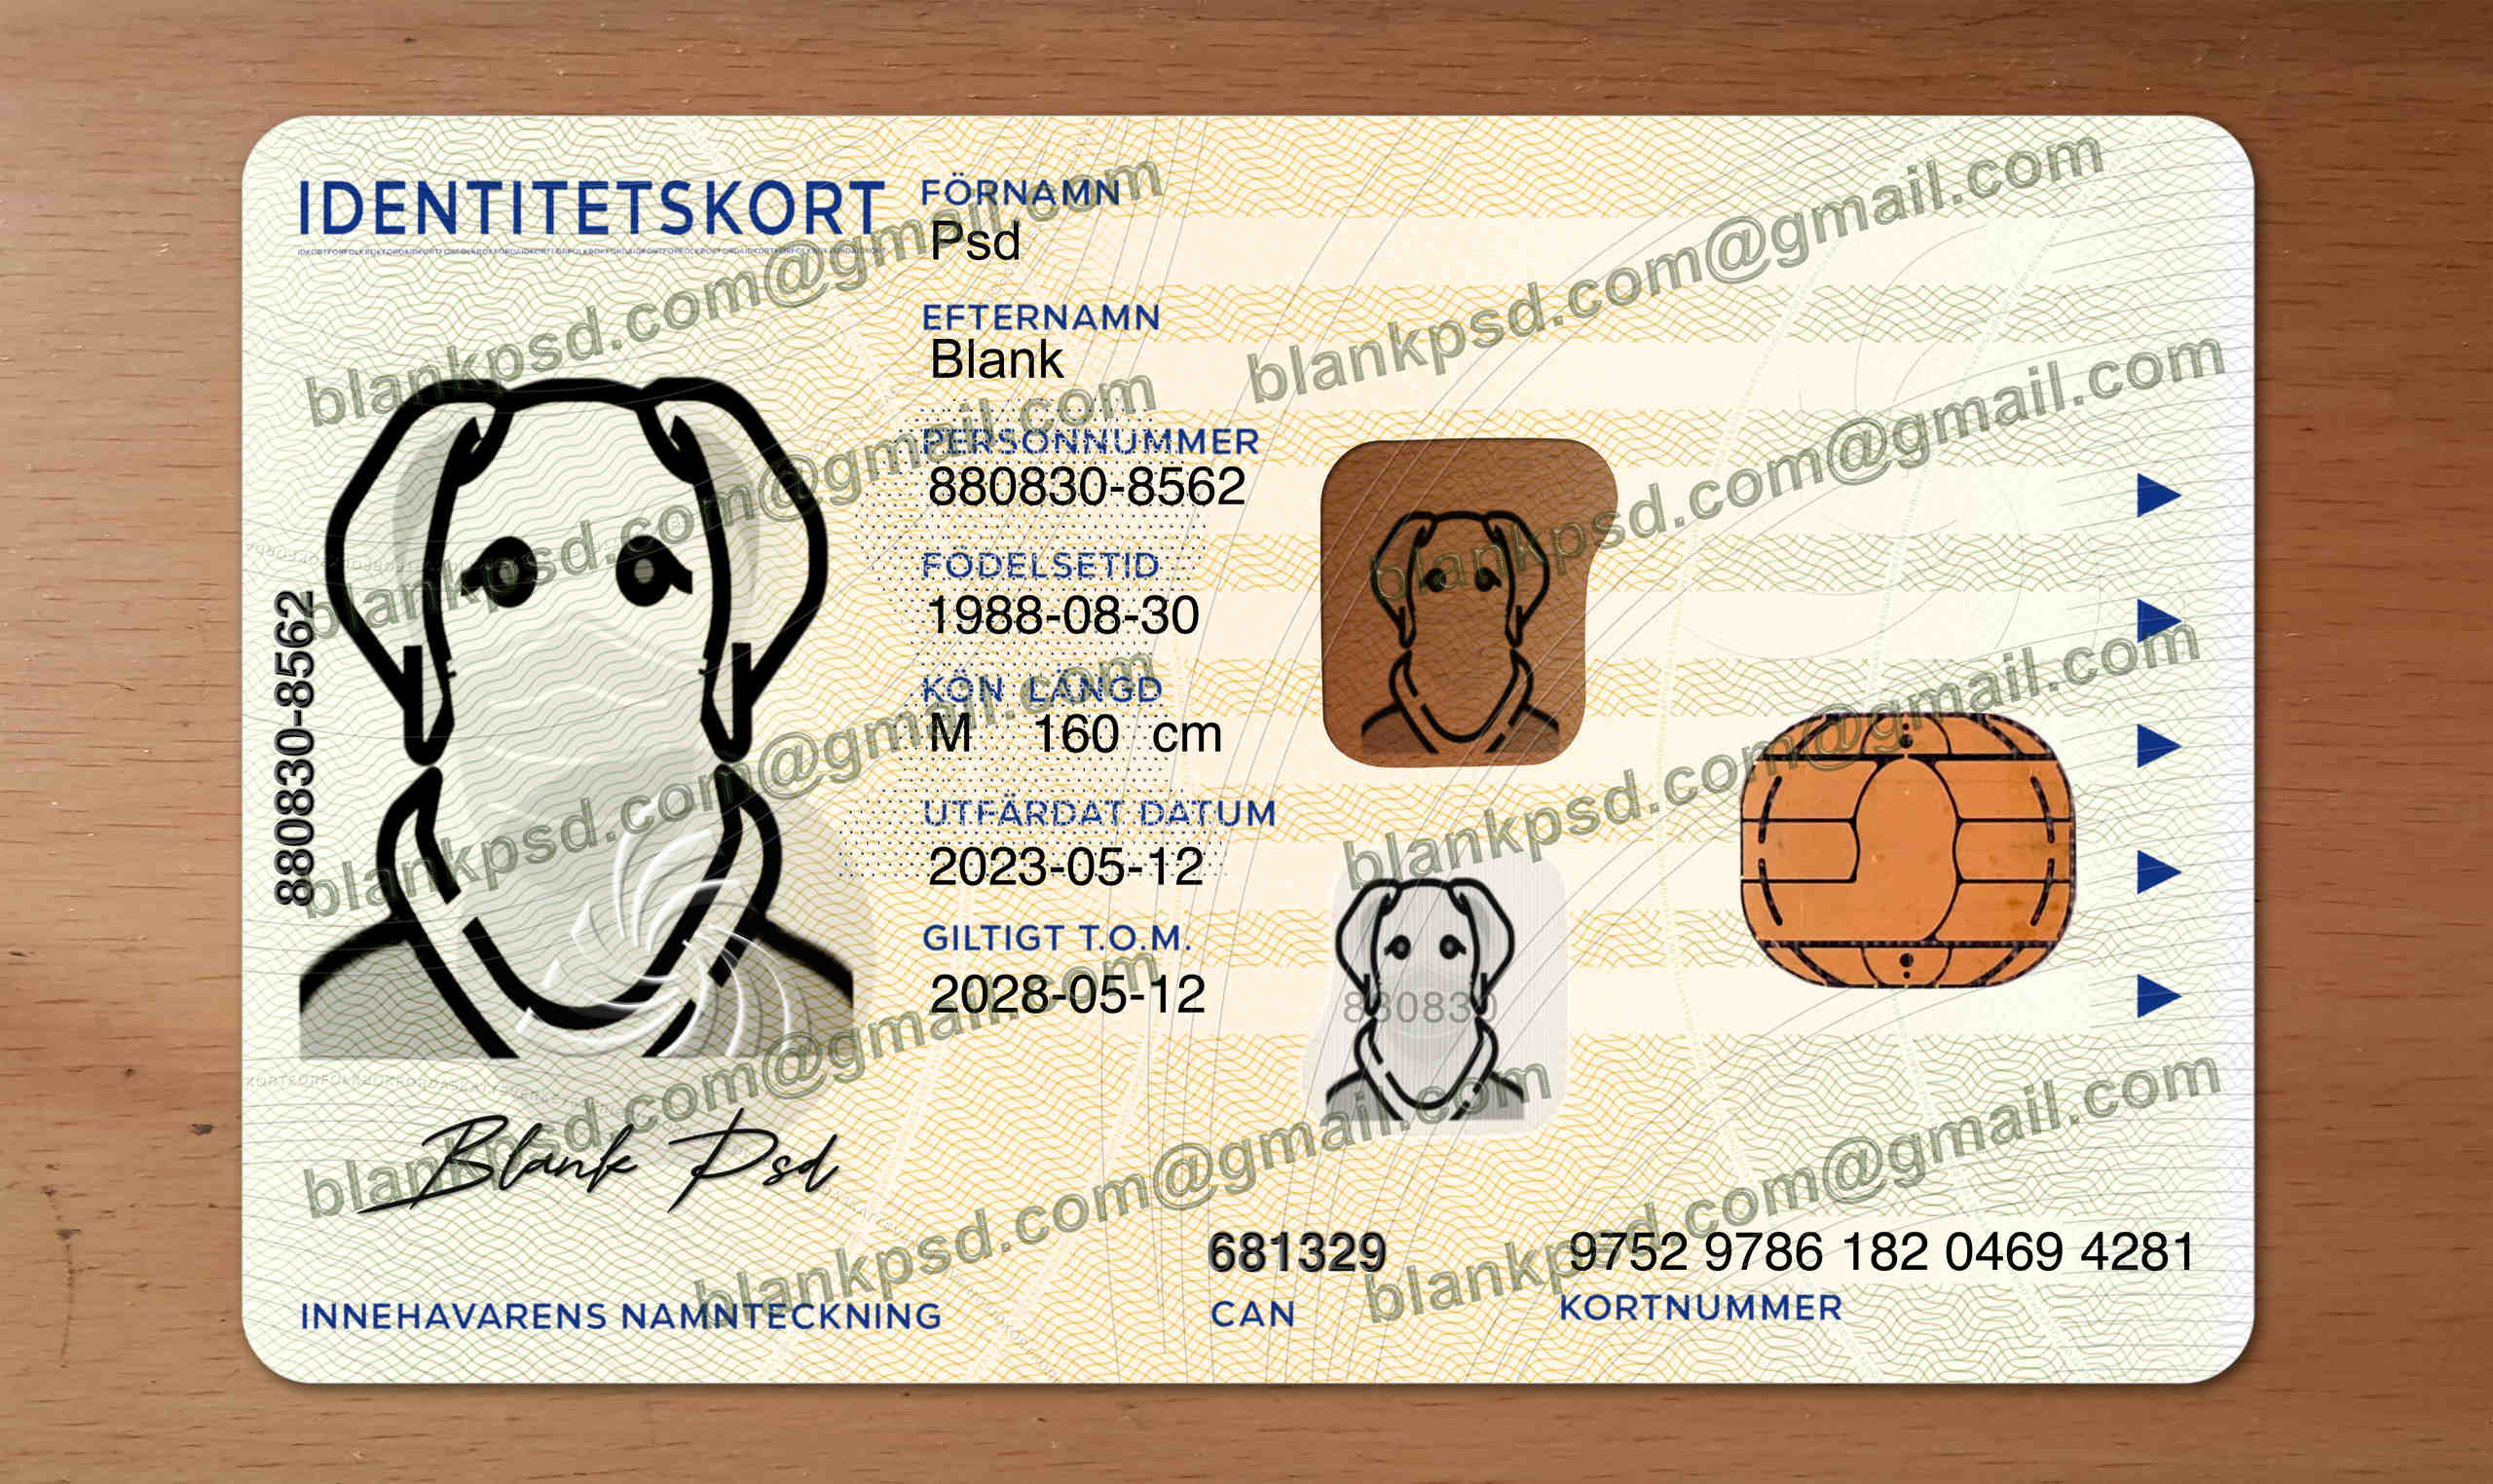 IDENTITETSKORT
FÖRNAMN
Psd
EFTERNAMN
Blank
PERSONNUMMER
880830-8562
FÖDELSETID
1988-08-30
KÖN LÄNGD
M 160 cm
UTFÄRDAT DATUM
2023-05-12
GILTIGT T.O.M.
2028-05-12
880830-8562
880830
Blank Psd
INNEHAVARENS NAMNTECKNING
681329
CAN
9752 9786 182 0469 4281
KORTNUMMER
blankpsd.com@gmail.com
blankpsd.com@gmail.com
blankpsd.com@gmail.com
blankpsd.com@gmail.com
blankpsd.com@gmail.com
blankpsd.com@gmail.com
blankpsd.com@gmail.com
blankpsd.com@gmail.com
blankpsd.com@gmail.com